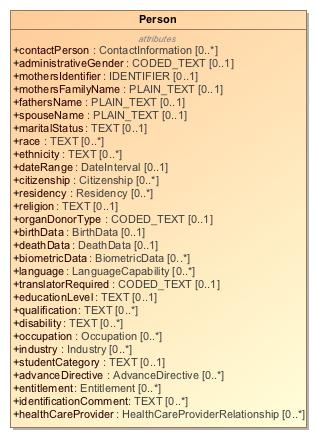 Person
attributes
+contactPerson : ContactInformation [0..*]
+administrativeGender : CODED_TEXT [0..1]
+mothersIdentifier : IDENTIFIER [0..1]
+mothersFamilyName : PLAIN_TEXT [0..1]
+fathersName : PLAIN_TEXT [0..1]
+spouseName : PLAIN_TEXT [0..1]
+maritalStatus : TEXT [0..1]
+race : TEXT [0..*]
+ethnicity : TEXT [0..*]
+dateRange : DateInterval [0..1]
+citizenship : Citizenship [0..*]
+residency : Residency [0..*]
+religion : TEXT [0..1]
+organDonorType : CODED_TEXT [0..1]
+birthData : BirthData [0..1]
+deathData : DeathData [0..1]
+biometricData : BiometricData [0..*]
+language : LanguageCapability [0..*]
+translatorRequired : CODED_TEXT [0..1]
+educationLevel : TEXT [0..1]
+qualification : TEXT [0..*]
+disability : TEXT [0..*]
+occupation : Occupation [0..*]
+industry : Industry [0..*]
+studentCategory : TEXT [0..1]
+advanceDirective : AdvanceDirective [0..*]
+entitlement : Entitlement [0..*]
+identificationComment : TEXT [0..*]
+healthCareProvider : HealthCareProviderRelationship [0..*]